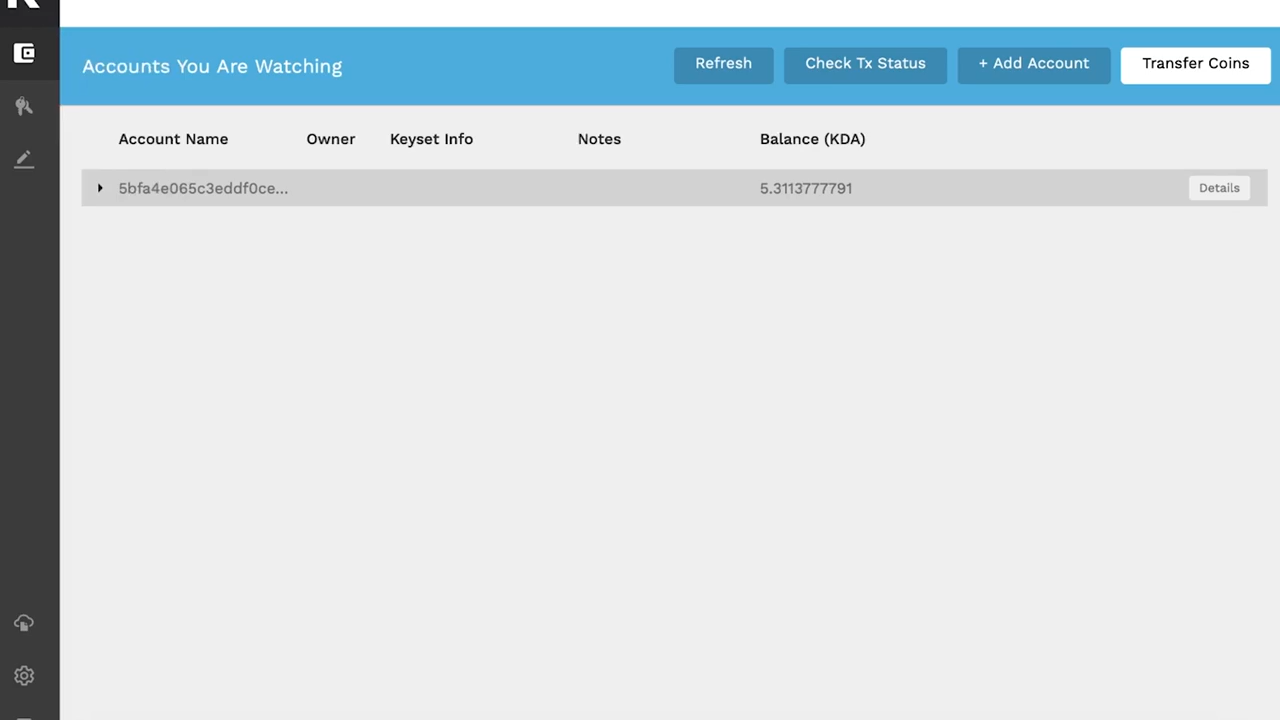 Accounts You Are Watching Refresh Check Tx Status + Add Account Transfer Coins
Account Name Owner Keyset Info Notes Balance (KDA)
5bfa4e065c3eddf0ce... 5.3113777791 Details